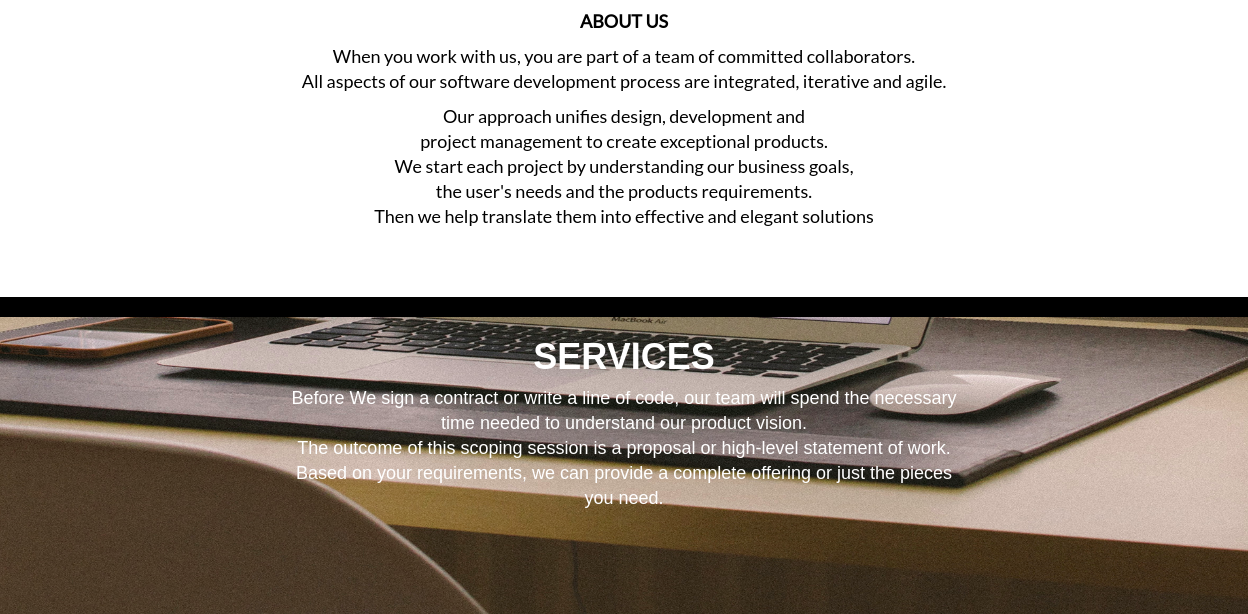 ABOUT US
When you work with us, you are part of a team of committed collaborators.
All aspects of our software development process are integrated, iterative and agile.
Our approach unifies design, development and
project management to create exceptional products.
We start each project by understanding our business goals,
the user's needs and the products requirements.
Then we help translate them into effective and elegant solutions
MacBook Air
SERVICES
Before We sign a contract or write a line of code, our team will spend the necessary
time needed to understand our product vision.
The outcome of this scoping session is a proposal or high-level statement of work.
Based on your requirements, we can provide a complete offering or just the pieces
you need.